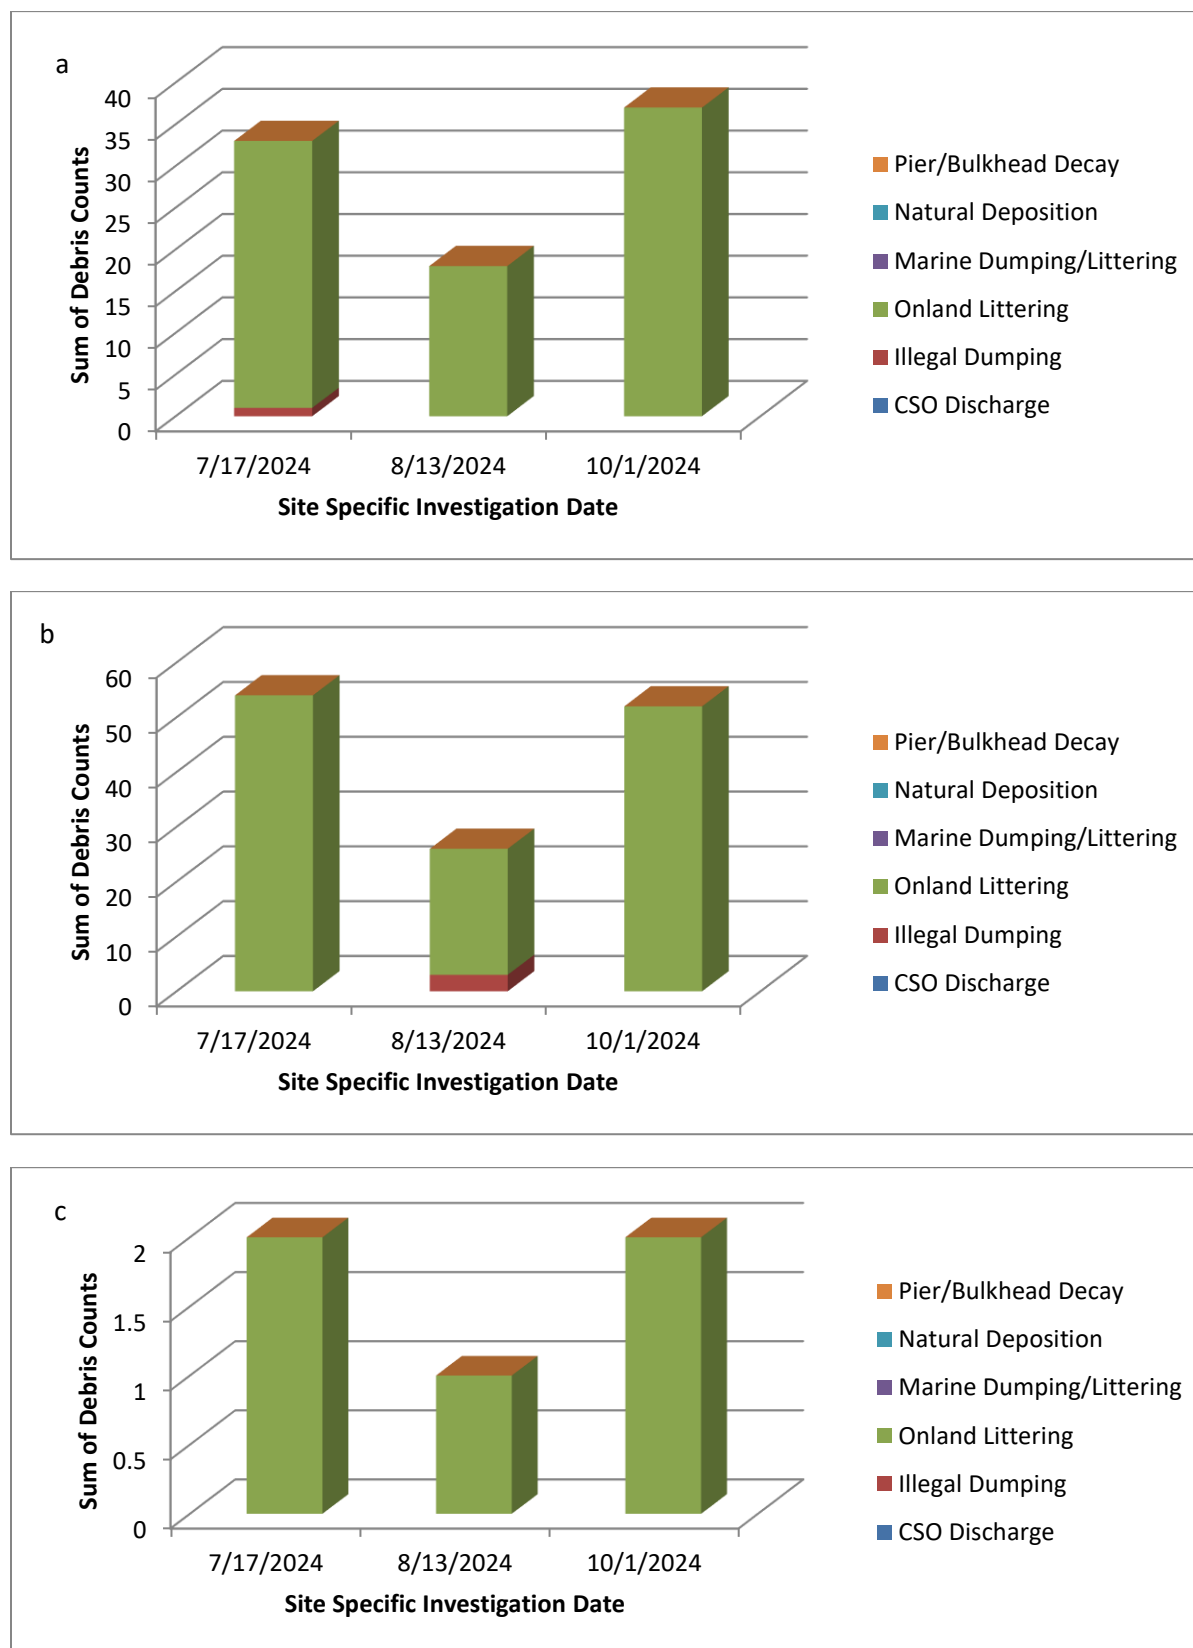 a
40
35
30
25
20
15
10
5
0
Sum of Debris Counts
7/17/2024 8/13/2024 10/1/2024
Site Specific Investigation Date
Pier/Bulkhead Decay
Natural Deposition
Marine Dumping/Littering
Onland Littering
Illegal Dumping
CSO Discharge
b
60
50
40
30
20
10
0
Sum of Debris Counts
7/17/2024 8/13/2024 10/1/2024
Site Specific Investigation Date
Pier/Bulkhead Decay
Natural Deposition
Marine Dumping/Littering
Onland Littering
Illegal Dumping
CSO Discharge
c
2
1.5
1
0.5
0
Sum of Debris Counts
7/17/2024 8/13/2024 10/1/2024
Site Specific Investigation Date
Pier/Bulkhead Decay
Natural Deposition
Marine Dumping/Littering
Onland Littering
Illegal Dumping
CSO Discharge